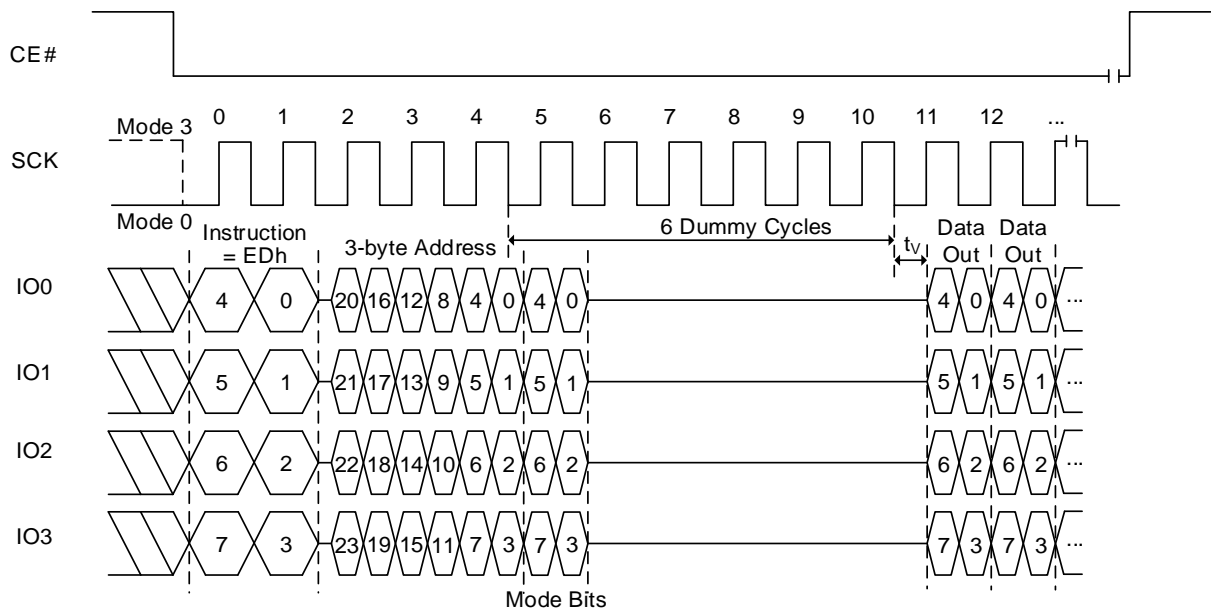 CE#
0 1 2 3 4 5 6 7 8 9 10 11 12 ...
Mode 3
SCK
Mode 0
Instruction
= EDh
3-byte Address
6 Dummy Cycles
tV
Data
Out
Data
Out
IO0 4 0 20 16 12 8 4 0 4 0 4 0 4 0 ...
IO1 5 1 21 17 13 9 5 1 5 1 5 1 5 1 ...
IO2 6 2 22 18 14 10 6 2 6 2 6 2 6 2 ...
IO3 7 3 23 19 15 11 7 3 7 3 7 3 7 3 ...
Mode Bits